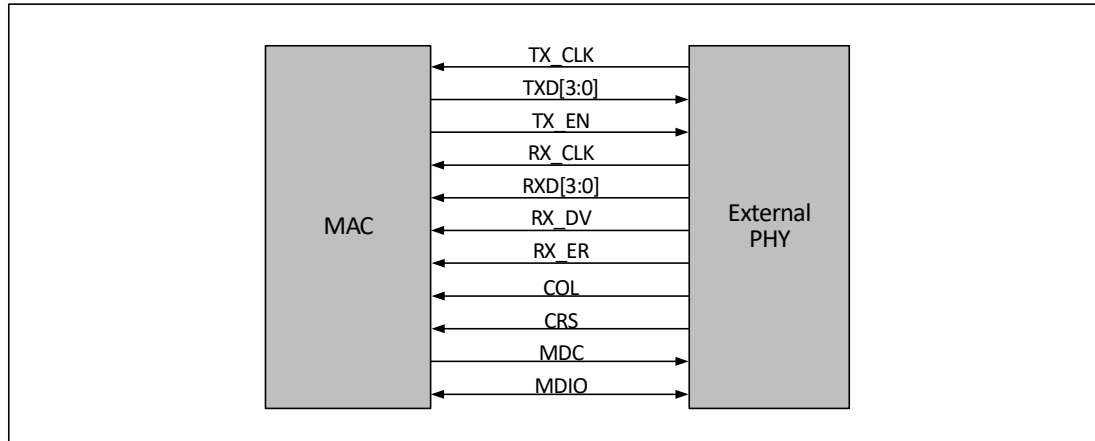 TX_CLK
TXD[3:0]
TX_EN
RX_CLK
RXD[3:0]
RX_DV
RX_ER
COL
CRS
MDC
MDIO
MAC
External
PHY